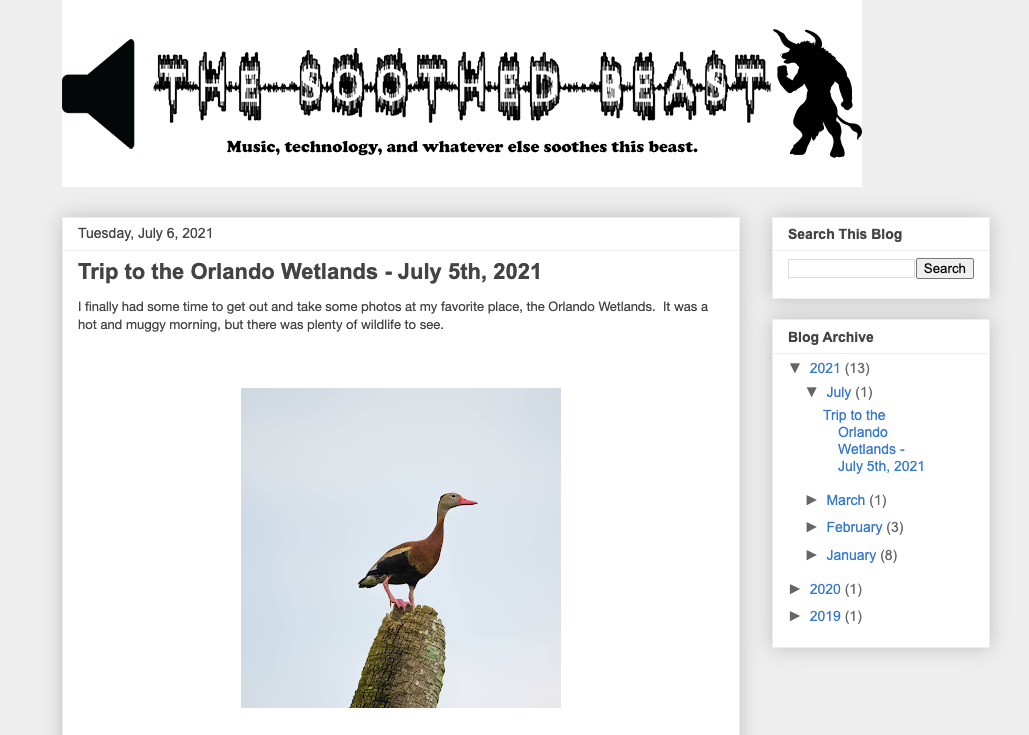 THE SOOTHED BEAST
Music, technology, and whatever else soothes this beast.
Tuesday, July 6, 2021
Trip to the Orlando Wetlands - July 5th, 2021
I finally had some time to get out and take some photos at my favorite place, the Orlando Wetlands.  It was a
hot and muggy morning, but there was plenty of wildlife to see.
Search This Blog
Search
Blog Archive
▼ 2021 (13)
▼ July (1)
Trip to the
Orlando
Wetlands -
July 5th, 2021
► March (1)
► February (3)
► January (8)
► 2020 (1)
► 2019 (1)